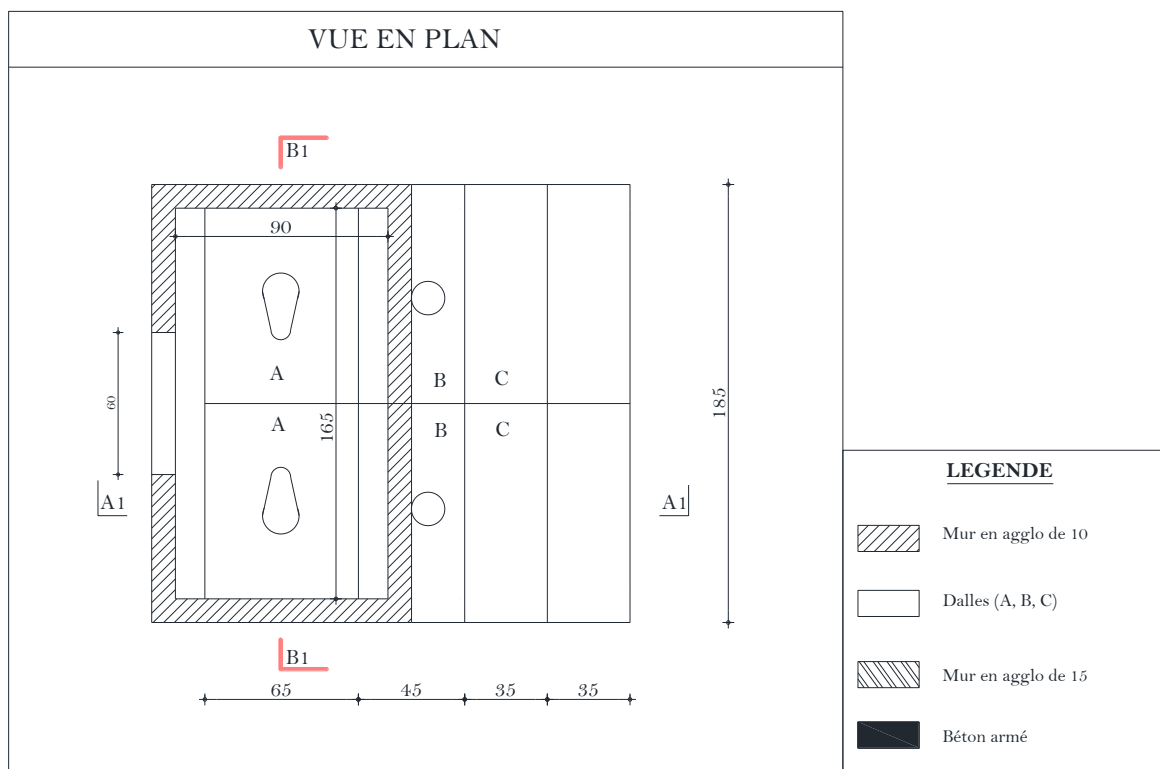 VUE EN PLAN
B1
90
A B C
60
165
185
A B C
A1 A1
B1
65 45 35 35
LEGENDE
Mur en agglo de 10
Dalles (A, B, C)
Mur en agglo de 15
Béton armé